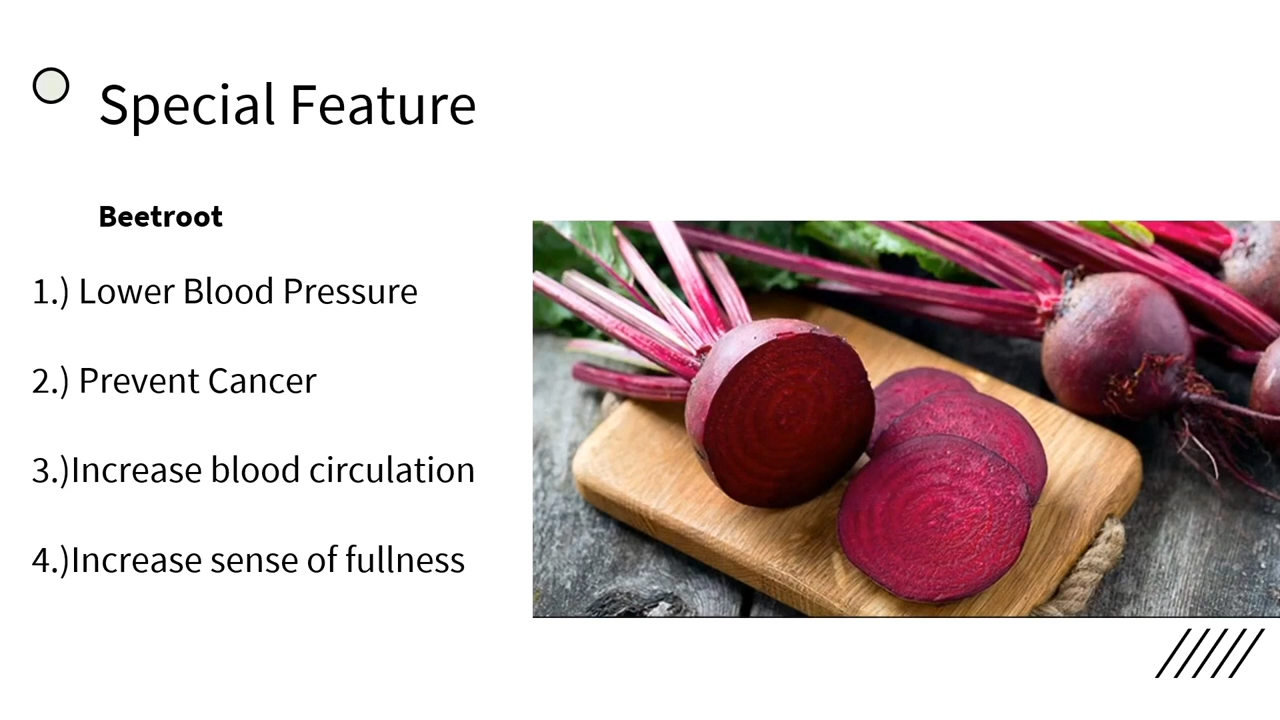 Special Feature
Beetroot
1.) Lower Blood Pressure
2.) Prevent Cancer
3.)Increase blood circulation
4.)Increase sense of fullness